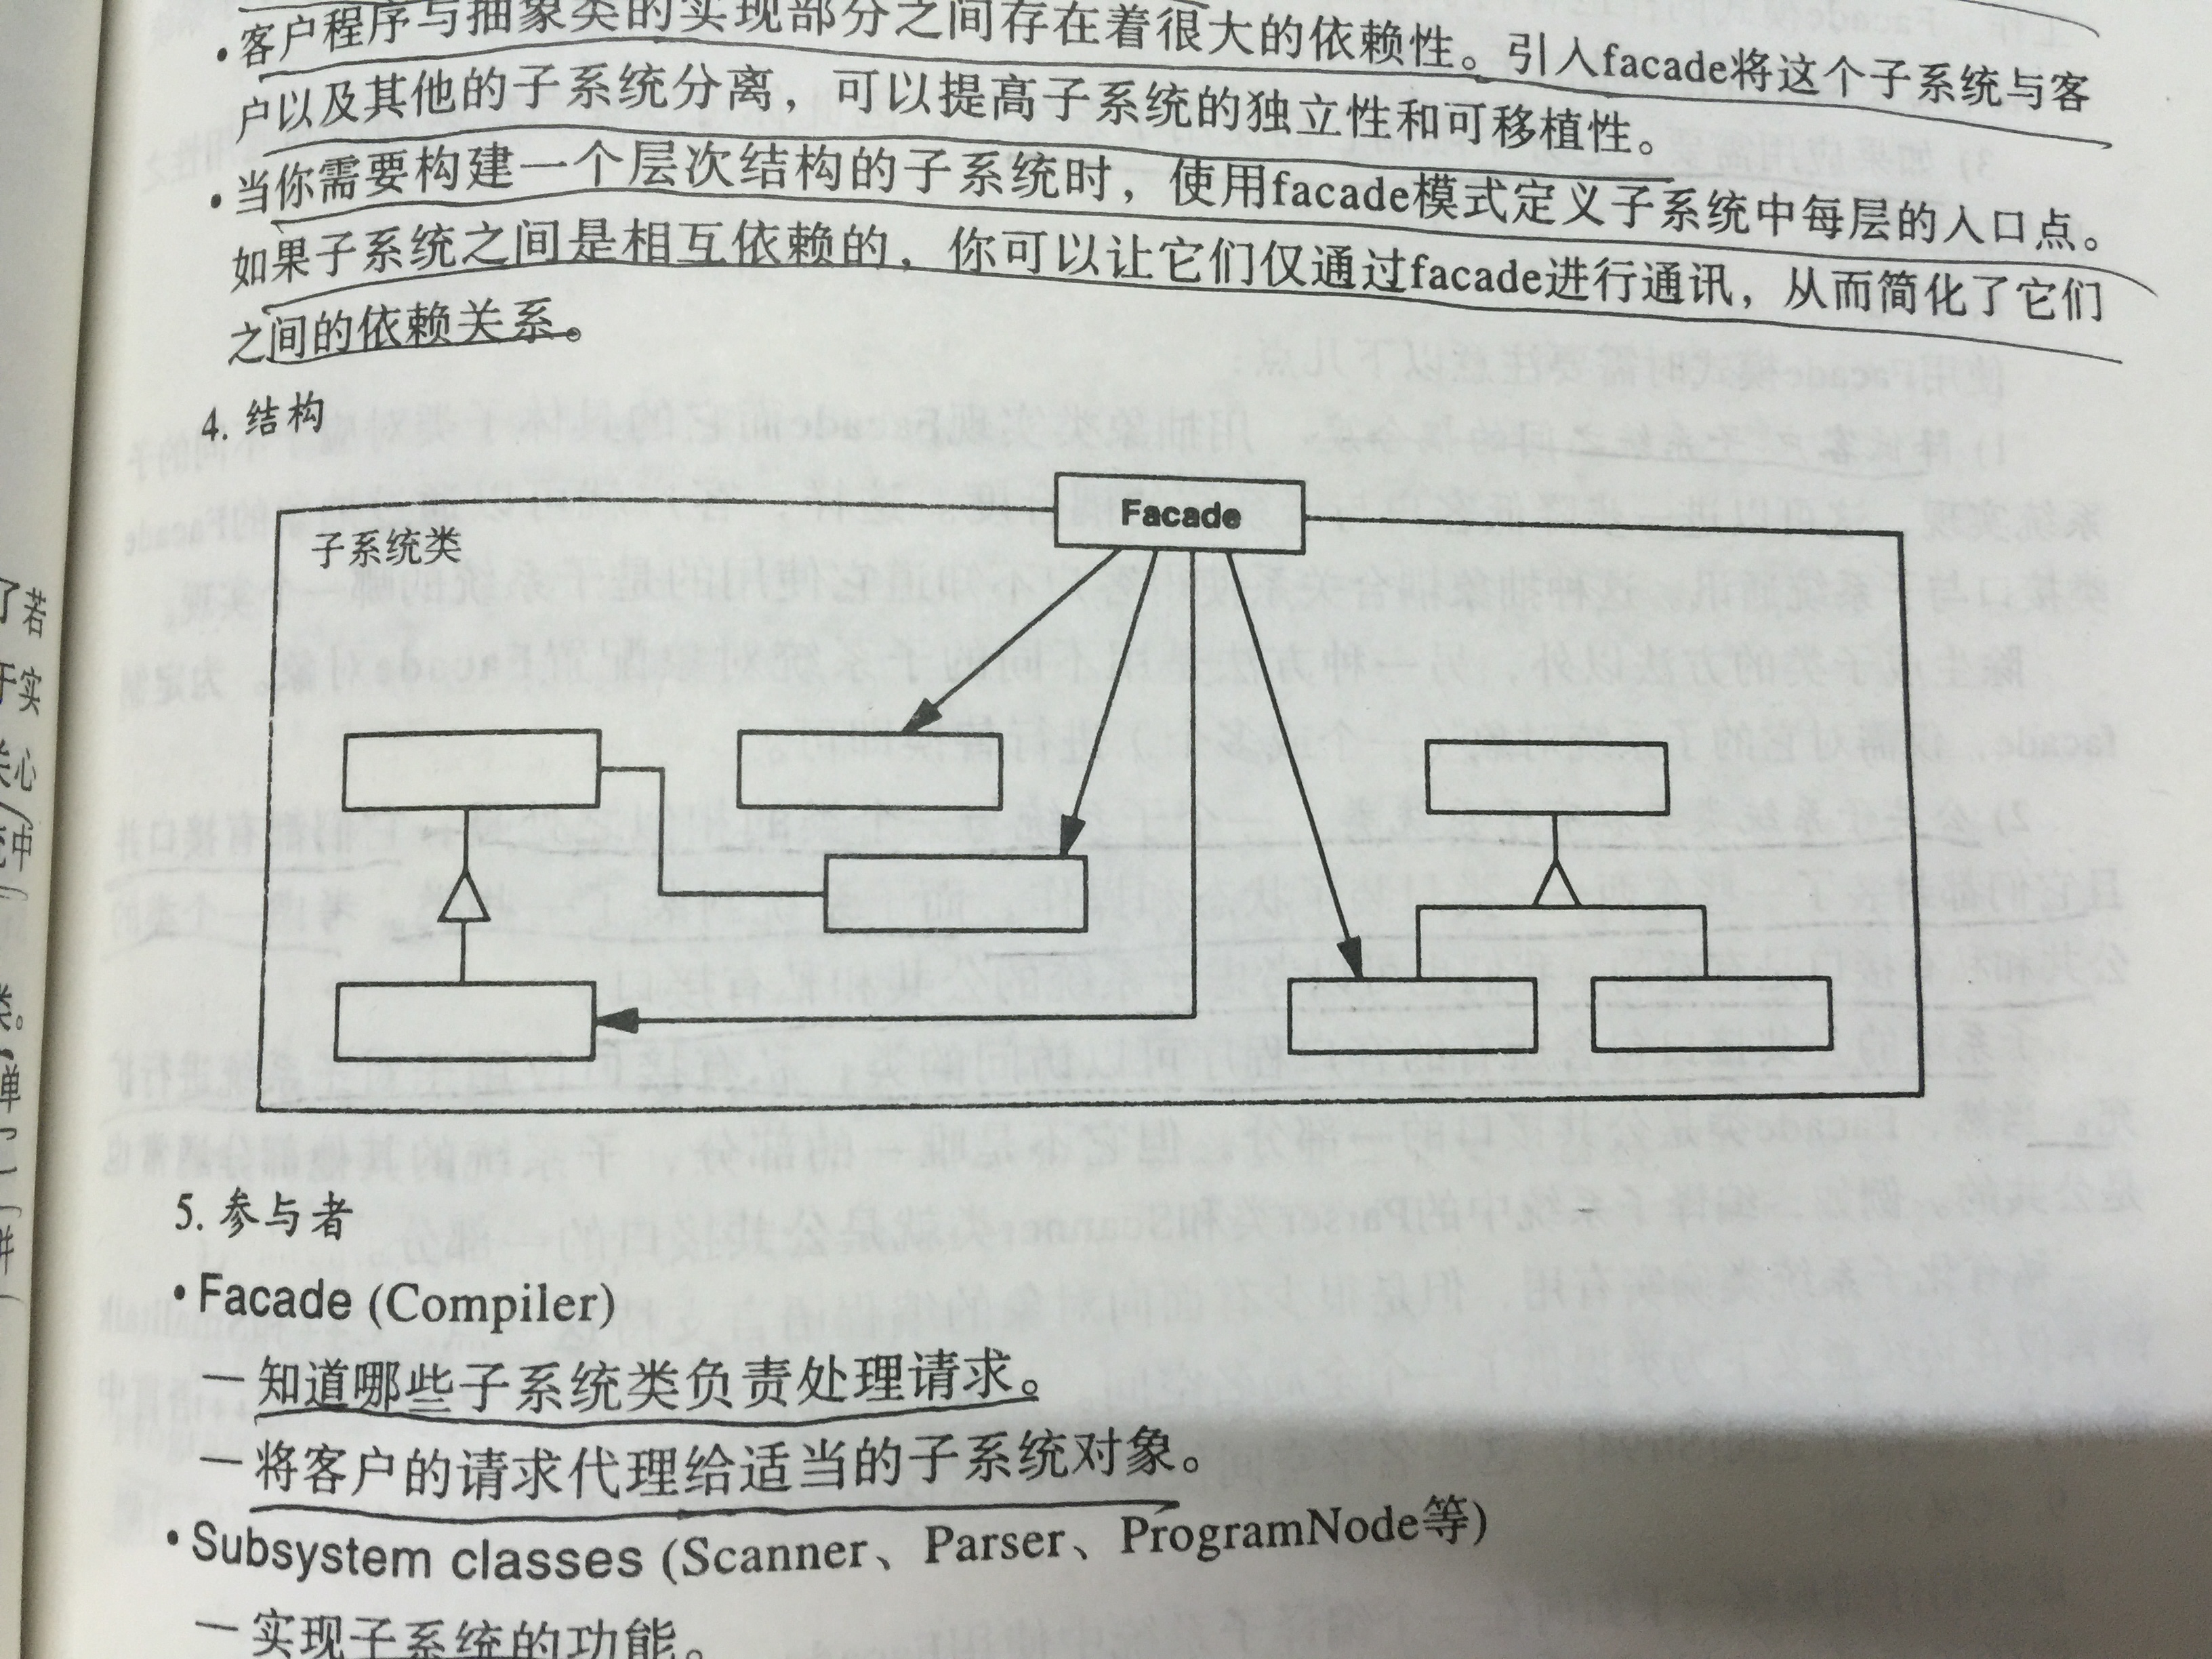 •客户程序与抽象类的实现部分之间存在着很大的依赖性。引入facade将这个子系统与客
户以及其他的子系统分离，可以提高子系统的独立性和可移植性。
•当你需要构建一个层次结构的子系统时，使用facade模式定义子系统中每层的入口点。
如果子系统之间是相互依赖的，你可以让它们仅通过facade进行通讯，从而简化了它们
之间的依赖关系。
4. 结构
Facade
子系统类
5. 参与者
•Facade (Compiler)
—知道哪些子系统类负责处理请求。
—将客户的请求代理给适当的子系统对象。
•Subsystem classes (Scanner、Parser、ProgramNode等)
—实现子系统的功能。